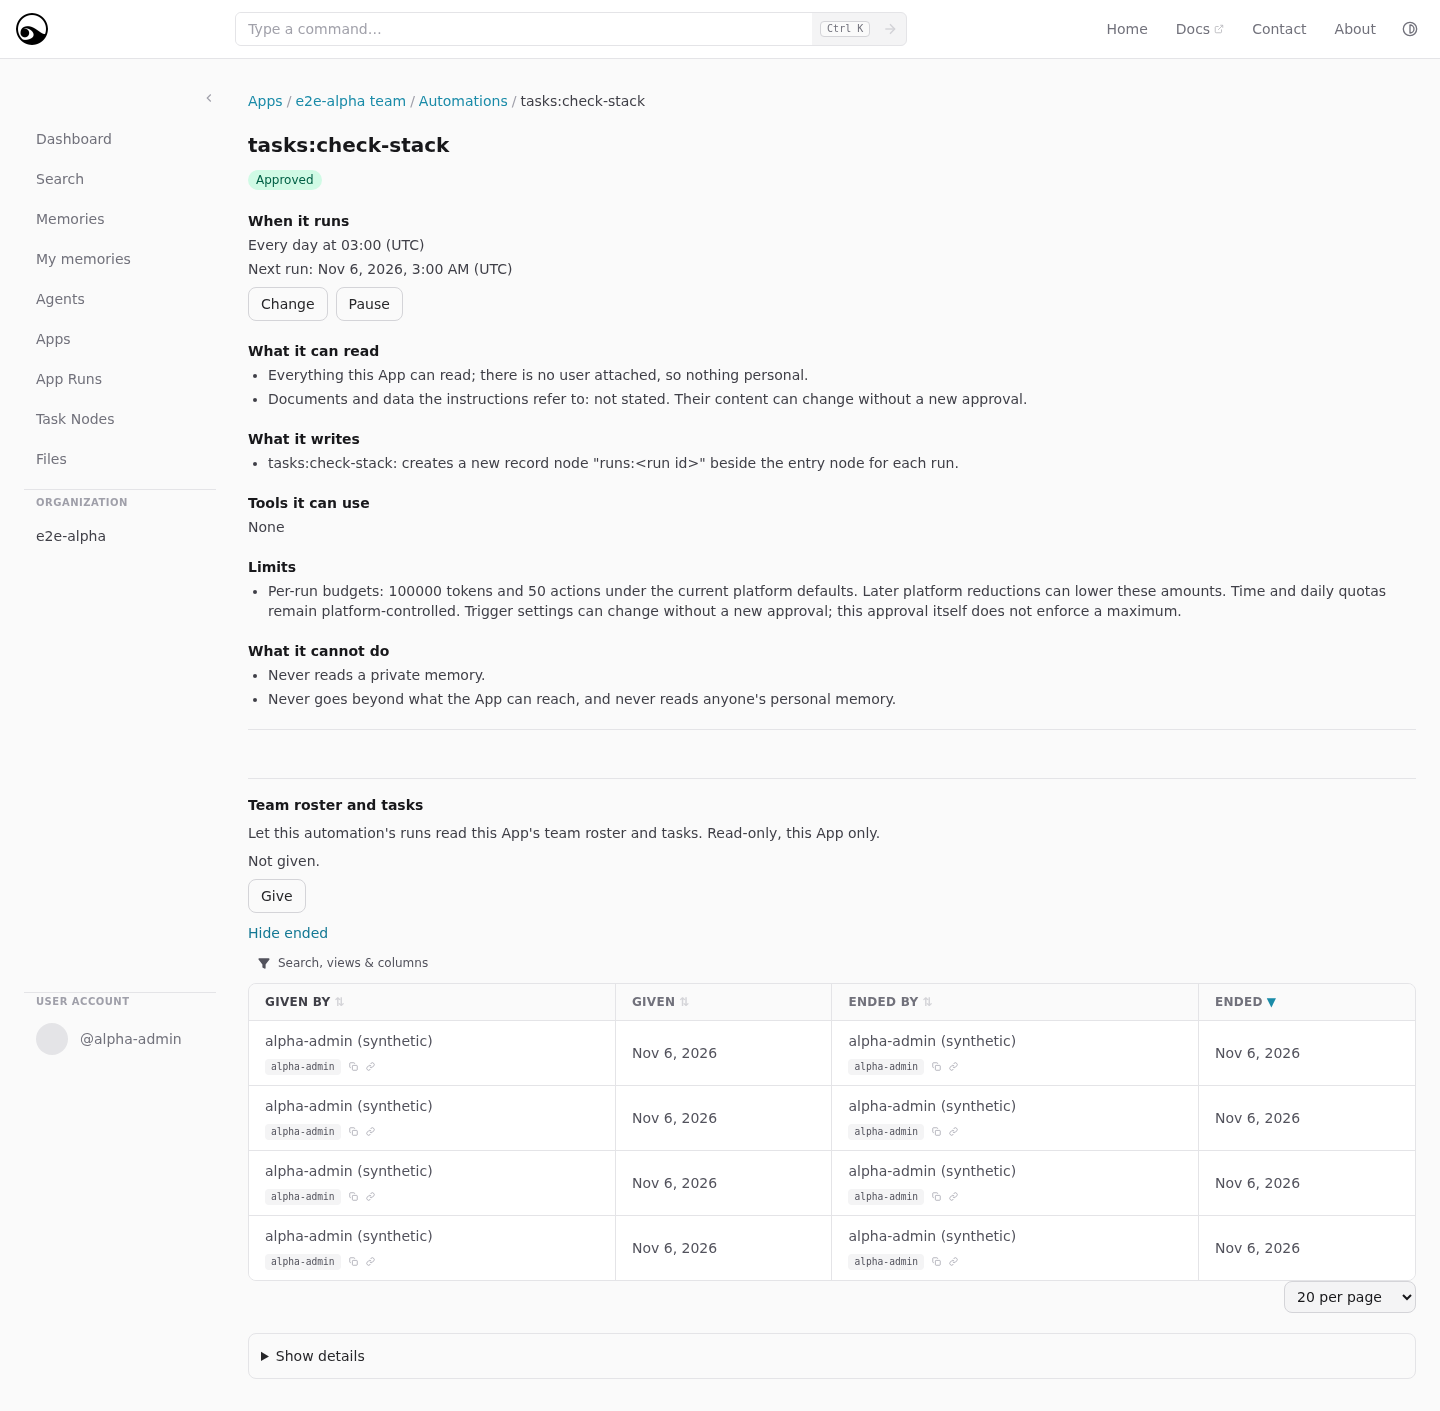 Type a command...
Ctrl K
Home
Docs
Contact
About
Dashboard
Search
Memories
My memories
Agents
Apps
App Runs
Task Nodes
Files
ORGANIZATION
e2e-alpha
USER ACCOUNT
@alpha-admin
Apps / e2e-alpha team / Automations / tasks:check-stack
tasks:check-stack
Approved
When it runs
Every day at 03:00 (UTC)
Next run: Nov 6, 2026, 3:00 AM (UTC)
Change
Pause
What it can read
• Everything this App can read; there is no user attached, so nothing personal.
• Documents and data the instructions refer to: not stated. Their content can change without a new approval.
What it writes
• tasks:check-stack: creates a new record node "runs:<run id>" beside the entry node for each run.
Tools it can use
None
Limits
• Per-run budgets: 100000 tokens and 50 actions under the current platform defaults. Later platform reductions can lower these amounts. Time and daily quotas
remain platform-controlled. Trigger settings can change without a new approval; this approval itself does not enforce a maximum.
What it cannot do
• Never reads a private memory.
• Never goes beyond what the App can reach, and never reads anyone's personal memory.
Team roster and tasks
Let this automation's runs read this App's team roster and tasks. Read-only, this App only.
Not given.
Give
Hide ended
Search, views & columns
GIVEN BY ⇅ GIVEN ⇅ ENDED BY ⇅ ENDED ▼
alpha-admin (synthetic)
alpha-admin
Nov 6, 2026
alpha-admin (synthetic)
alpha-admin
Nov 6, 2026
alpha-admin (synthetic)
alpha-admin
Nov 6, 2026
alpha-admin (synthetic)
alpha-admin
Nov 6, 2026
alpha-admin (synthetic)
alpha-admin
Nov 6, 2026
alpha-admin (synthetic)
alpha-admin
Nov 6, 2026
alpha-admin (synthetic)
alpha-admin
Nov 6, 2026
alpha-admin (synthetic)
alpha-admin
Nov 6, 2026
20 per page
▶ Show details